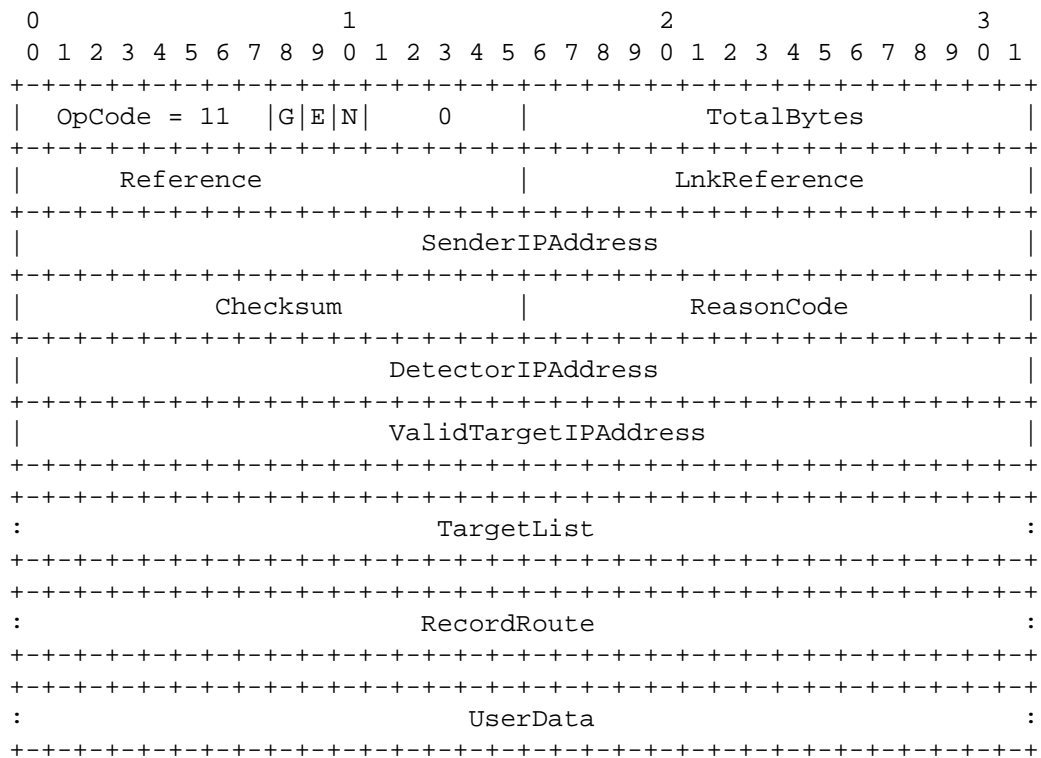 0                   1                   2                   3
 0 1 2 3 4 5 6 7 8 9 0 1 2 3 4 5 6 7 8 9 0 1 2 3 4 5 6 7 8 9 0 1
+-+-+-+-+-+-+-+-+-+-+-+-+-+-+-+-+-+-+-+-+-+-+-+-+-+-+-+-+-+-+-+-+
|  OpCode = 11  |G|E|N|    0    |           TotalBytes          |
+-+-+-+-+-+-+-+-+-+-+-+-+-+-+-+-+-+-+-+-+-+-+-+-+-+-+-+-+-+-+-+-+
|      Reference                |         LnkReference          |
+-+-+-+-+-+-+-+-+-+-+-+-+-+-+-+-+-+-+-+-+-+-+-+-+-+-+-+-+-+-+-+-+
|                         SenderIPAddress                       |
+-+-+-+-+-+-+-+-+-+-+-+-+-+-+-+-+-+-+-+-+-+-+-+-+-+-+-+-+-+-+-+-+
|            Checksum           |          ReasonCode           |
+-+-+-+-+-+-+-+-+-+-+-+-+-+-+-+-+-+-+-+-+-+-+-+-+-+-+-+-+-+-+-+-+
|                       DetectorIPAddress                       |
+-+-+-+-+-+-+-+-+-+-+-+-+-+-+-+-+-+-+-+-+-+-+-+-+-+-+-+-+-+-+-+-+
|                       ValidTargetIPAddress                    |
+-+-+-+-+-+-+-+-+-+-+-+-+-+-+-+-+-+-+-+-+-+-+-+-+-+-+-+-+-+-+-+-+
+-+-+-+-+-+-+-+-+-+-+-+-+-+-+-+-+-+-+-+-+-+-+-+-+-+-+-+-+-+-+-+-+
:                          TargetList                           :
+-+-+-+-+-+-+-+-+-+-+-+-+-+-+-+-+-+-+-+-+-+-+-+-+-+-+-+-+-+-+-+-+
+-+-+-+-+-+-+-+-+-+-+-+-+-+-+-+-+-+-+-+-+-+-+-+-+-+-+-+-+-+-+-+-+
:                         RecordRoute                           :
+-+-+-+-+-+-+-+-+-+-+-+-+-+-+-+-+-+-+-+-+-+-+-+-+-+-+-+-+-+-+-+-+
+-+-+-+-+-+-+-+-+-+-+-+-+-+-+-+-+-+-+-+-+-+-+-+-+-+-+-+-+-+-+-+-+
:                            UserData                           :
+-+-+-+-+-+-+-+-+-+-+-+-+-+-+-+-+-+-+-+-+-+-+-+-+-+-+-+-+-+-+-+-+